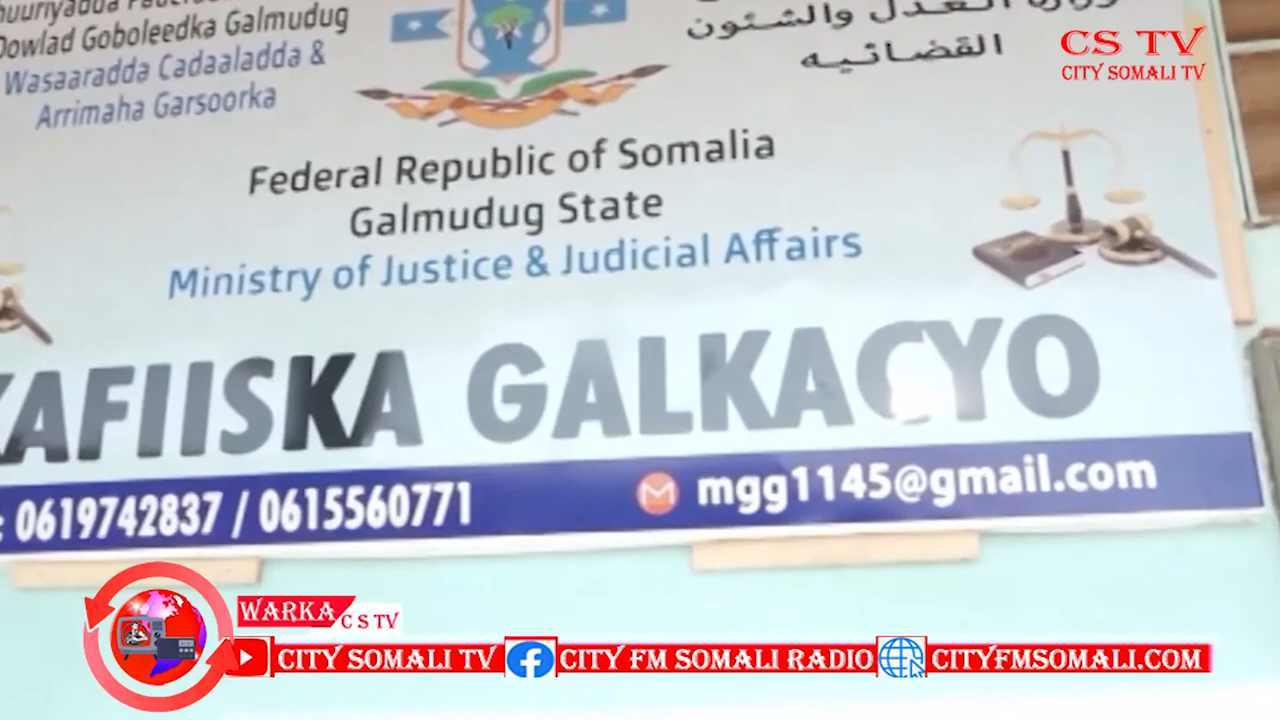 Dowlad Goboleedka Galmudug
Wasaaradda Cadaaladda &
Arrimaha Garsoorka
وزارة العدل والشئون
القضائيه
CS TV
CITY SOMALI TV
Federal Republic of Somalia
Galmudug State
Ministry of Justice & Judicial Affairs
XAFIISKA GALKACYO
: 0619742837 / 0615560771
mgg1145@gmail.com
WARKA
CS TV
CITY SOMALI TV
CITY FM SOMALI RADIO
CITYFMSOMALI.COM